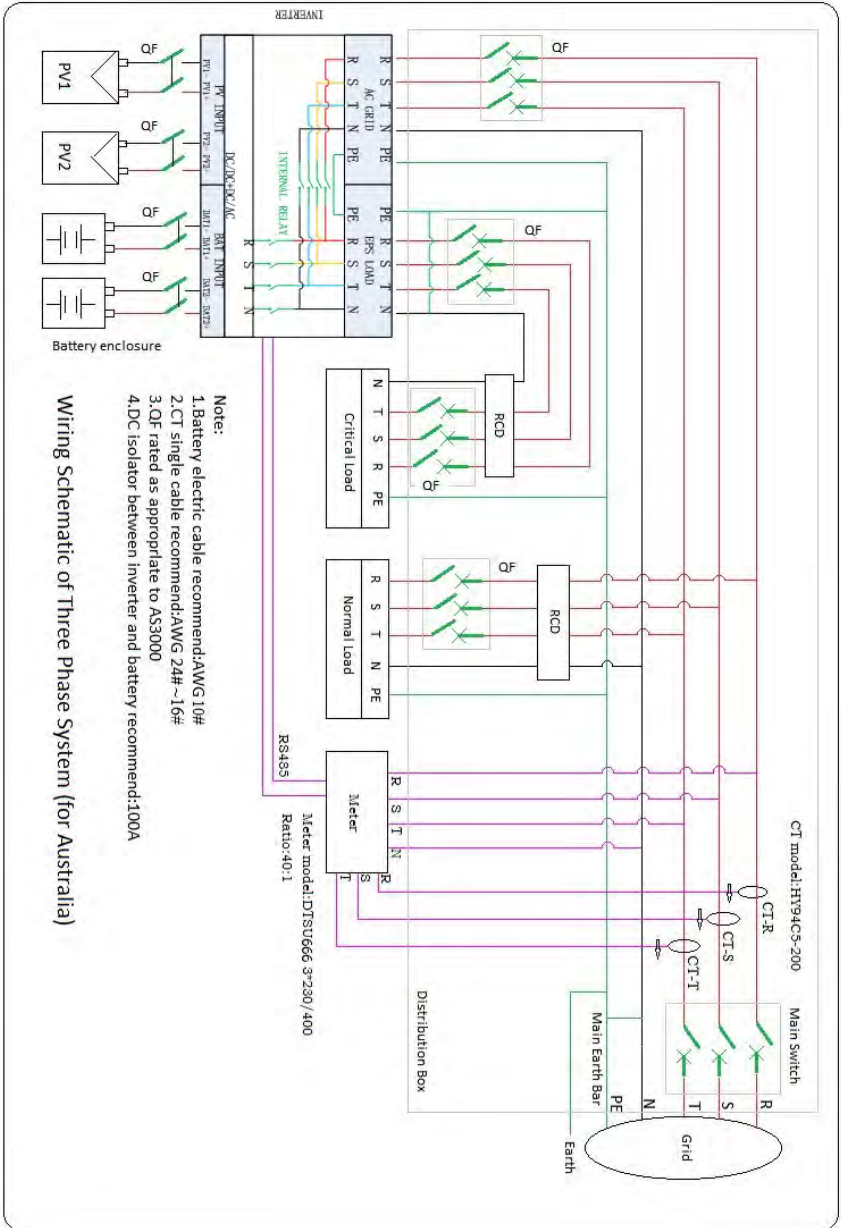 INVERTER
PV1
PV2
QF
QF
QF
QF
Battery enclosure
PV1-
PV1+
PV2-
PV2+
BAT1-
BAT1+
BAT2-
BAT2+
PV INPUT
BAT INPUT
DC/DC+DC/AC
R
S
T
N
INTERNAL RELAY
R
S
T
N
PE
AC GRID
PE
R
S
T
N
EPS LOAD
QF
QF
RCD
QF
N
T
S
R
PE
Critical Load
QF
RCD
R
S
T
N
PE
Normal Load
R
S
T
N
Meter
R
S
T
RS485
Meter model:DTSU666 3*230/400
Ratio:40:1
CT model:HY94C5-200
CT-R
CT-S
CT-T
Main Switch
Distribution Box
Main Earth Bar
R
S
T
N
PE
Grid
Earth
Note:
1.Battery electric cable recommend:AWG10#
2.CT single cable recommend:AWG 24#~16#
3.QF rated as appropriate to AS3000
4.DC isolator between inverter and battery recommend:100A
Wiring Schematic of Three Phase System (for Australia)